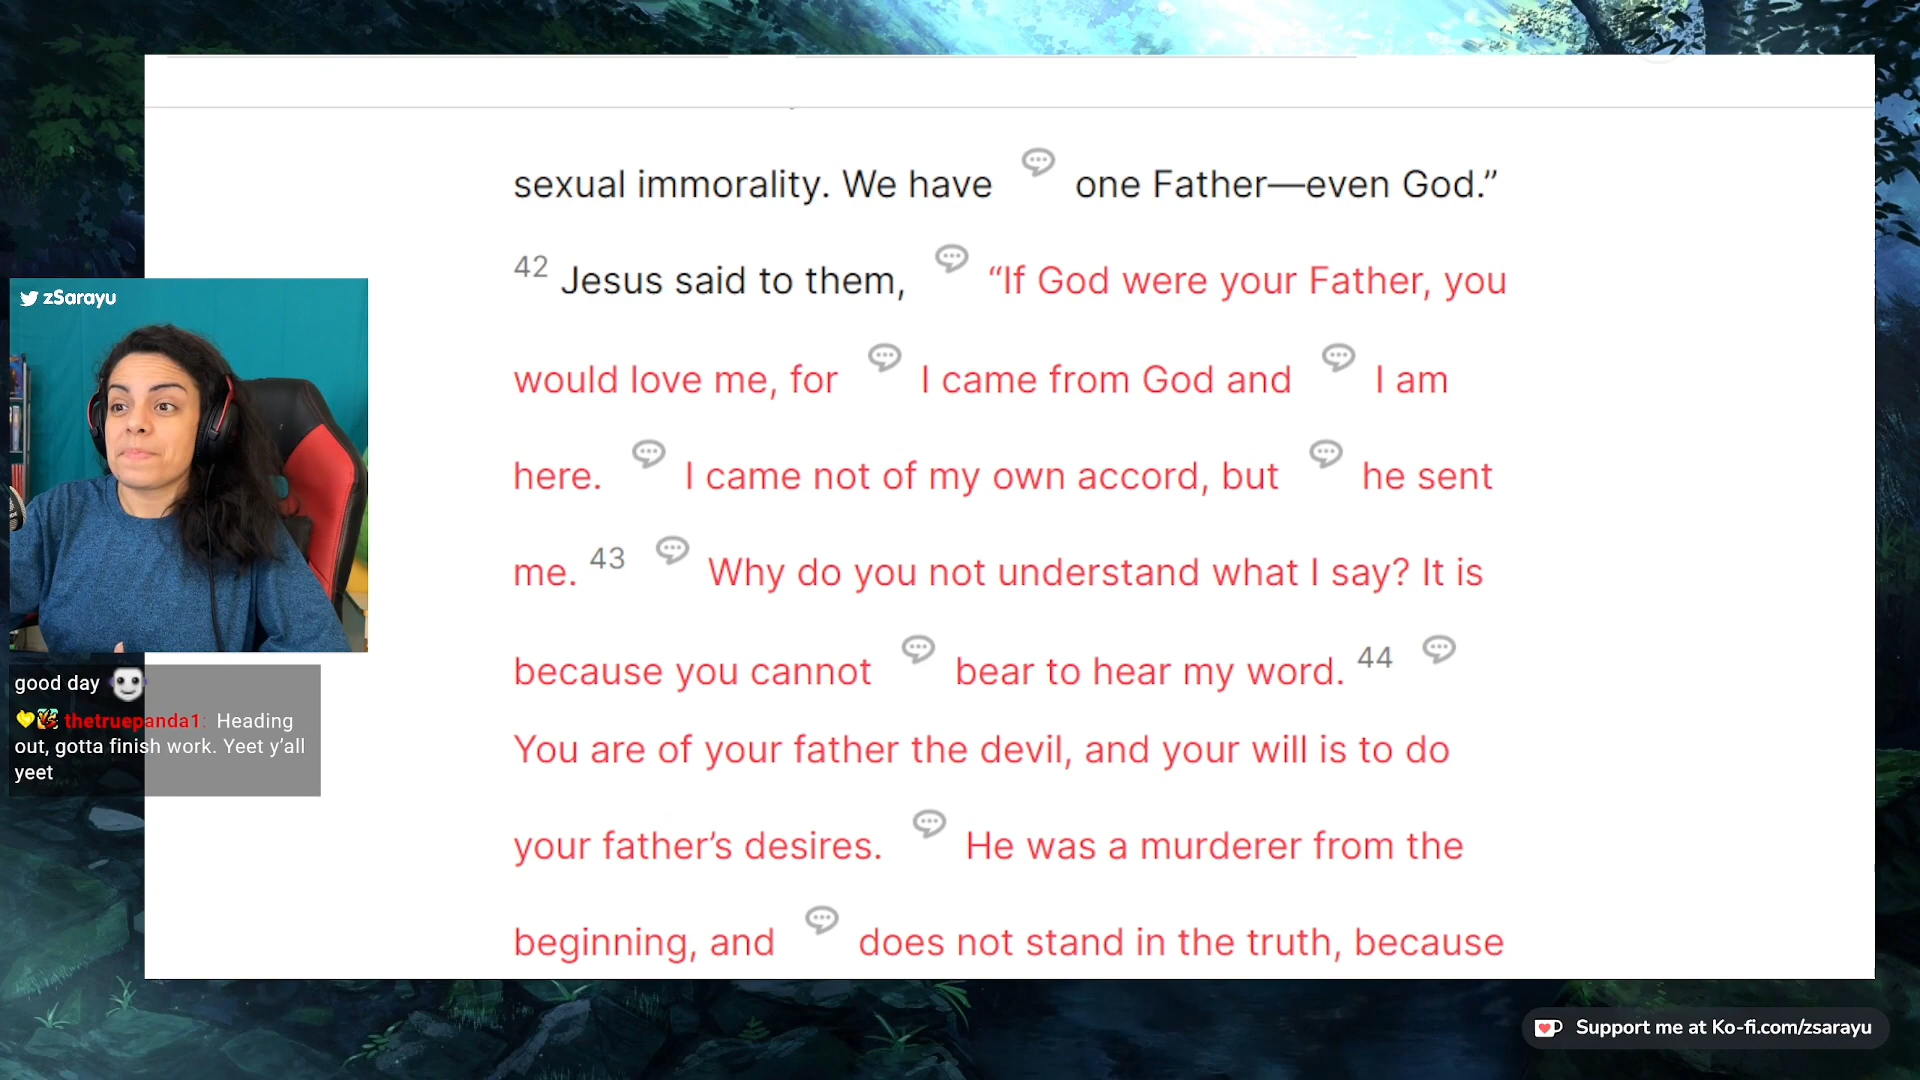 sexual immorality. We have one Father—even God.”
42 Jesus said to them, “If God were your Father, you
would love me, for I came from God and I am
here. I came not of my own accord, but he sent
me. 43 Why do you not understand what I say? It is
because you cannot bear to hear my word. 44
You are of your father the devil, and your will is to do
your father’s desires. He was a murderer from the
beginning, and does not stand in the truth, because
zSarayu
good day
thetruepanda1: Heading
out, gotta finish work. Yeet y’all
yeet
Support me at Ko-fi.com/zsarayu